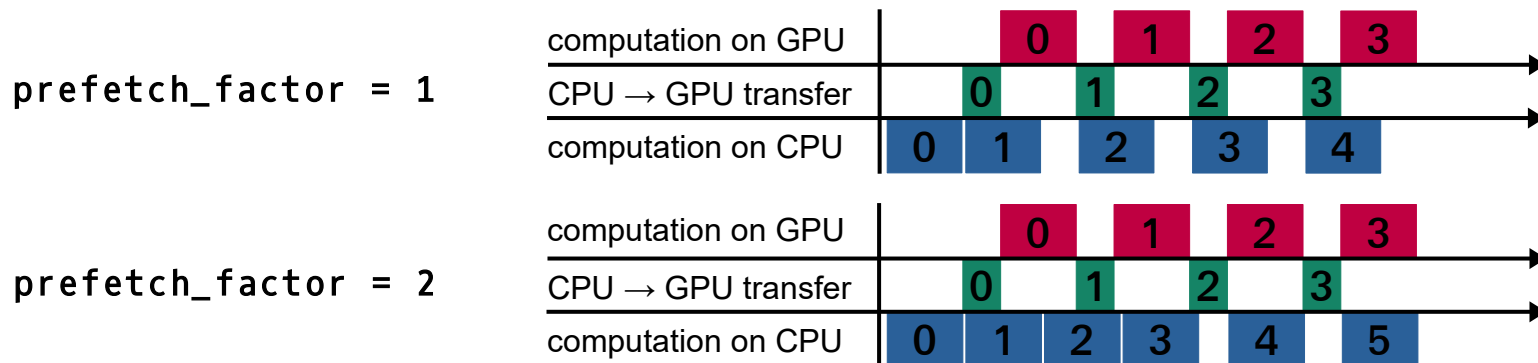 computation on GPU 0 1 2 3
prefetch_factor = 1 CPU → GPU transfer 0 1 2 3
computation on CPU 0 1 2 3 4
computation on GPU 0 1 2 3
prefetch_factor = 2 CPU → GPU transfer 0 1 2 3
computation on CPU 0 1 2 3 4 5